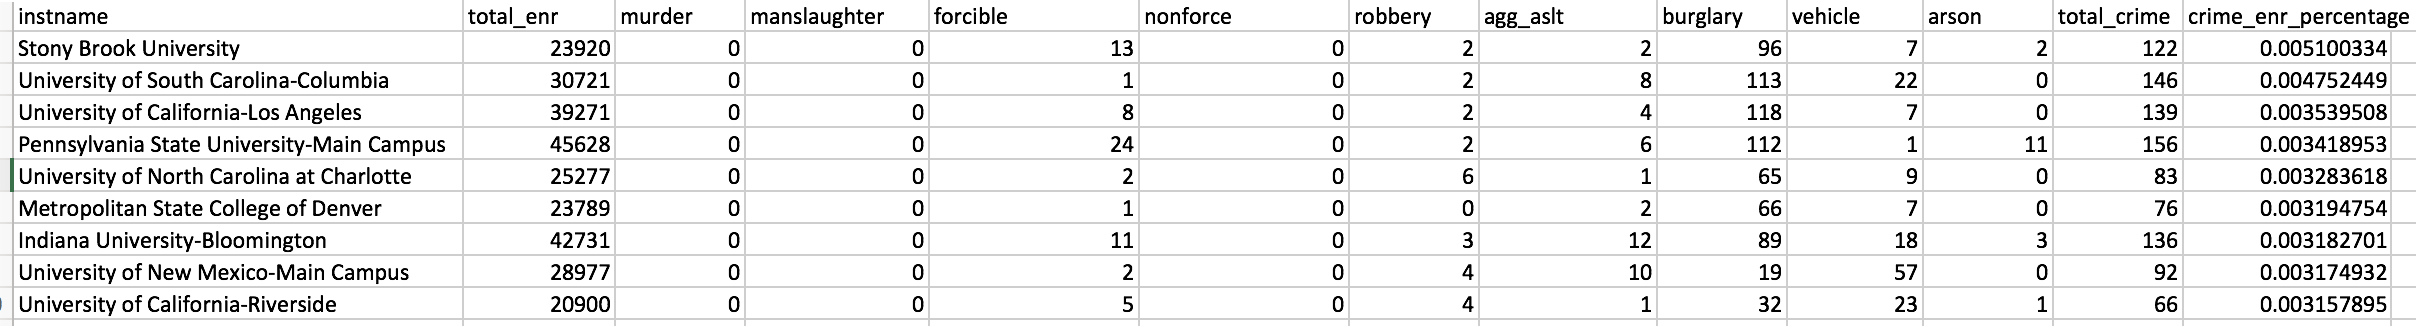 instname total_enr murder manslaughter forcible nonforce robbery agg_aslt burglary vehicle arson total_crime crime_enr_percentage
Stony Brook University 23920 0 0 13 0 2 2 96 7 2 122 0.005100334
University of South Carolina-Columbia 30721 0 0 1 0 2 8 113 22 0 146 0.004752449
University of California-Los Angeles 39271 0 0 8 0 2 4 118 7 0 139 0.003539508
Pennsylvania State University-Main Campus 45628 0 0 24 0 2 6 112 1 11 156 0.003418953
University of North Carolina at Charlotte 25277 0 0 2 0 6 1 65 9 0 83 0.003283618
Metropolitan State College of Denver 23789 0 0 1 0 0 2 66 7 0 76 0.003194754
Indiana University-Bloomington 42731 0 0 11 0 3 12 89 18 3 136 0.003182701
University of New Mexico-Main Campus 28977 0 0 2 0 4 10 19 57 0 92 0.003174932
University of California-Riverside 20900 0 0 5 0 4 1 32 23 1 66 0.003157895